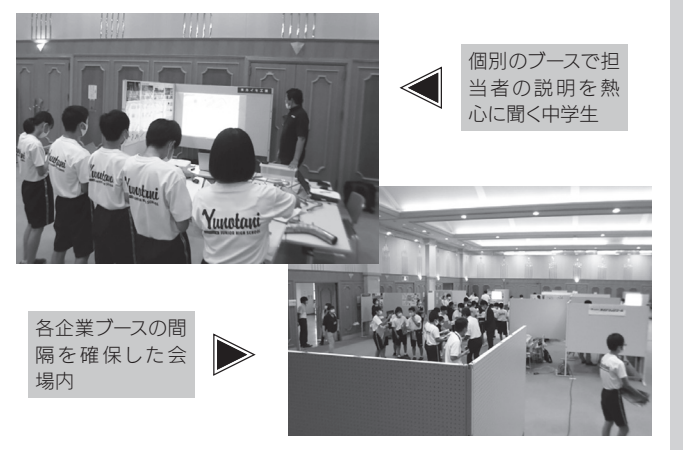 個別のブースで担
当者の説明を熱
心に聞く中学生
Yunotani
Yunotani
Yunotani
Yunotani
各企業ブースの間
隔を確保した会
場内